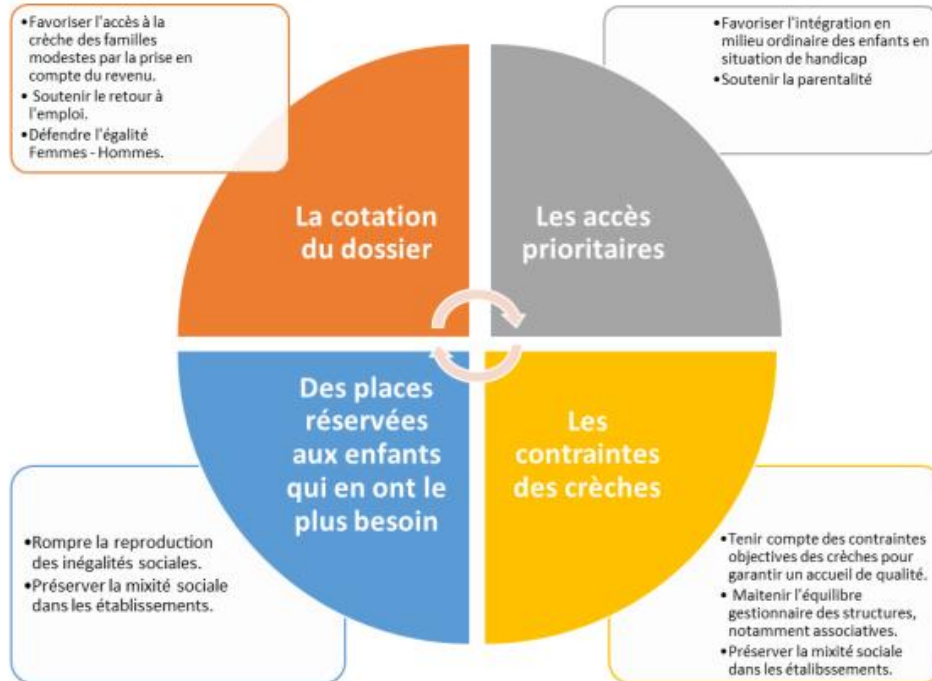 •Favoriser l'accès à la
crèche des familles
modestes par la prise en
compte du revenu.
• Soutenir le retour à
l'emploi.
•Défendre l'égalité
Femmes - Hommes.
•Favoriser l'intégration en
milieu ordinaire des enfants en
situation de handicap
•Soutenir la parentalité
La cotation
du dossier
Les accès
prioritaires
Des places
réservées
aux enfants
qui en ont le
plus besoin
Les
contraintes
des crèches
•Rompre la reproduction
des inégalités sociales.
•Préserver la mixité sociale
dans les établissements.
•Tenir compte des contraintes
objectives des crèches pour
garantir un accueil de qualité.
• Maitenir l'équilibre
gestionnaire des structures,
notamment associatives.
•Préserver la mixité sociale
dans les étalibssements.